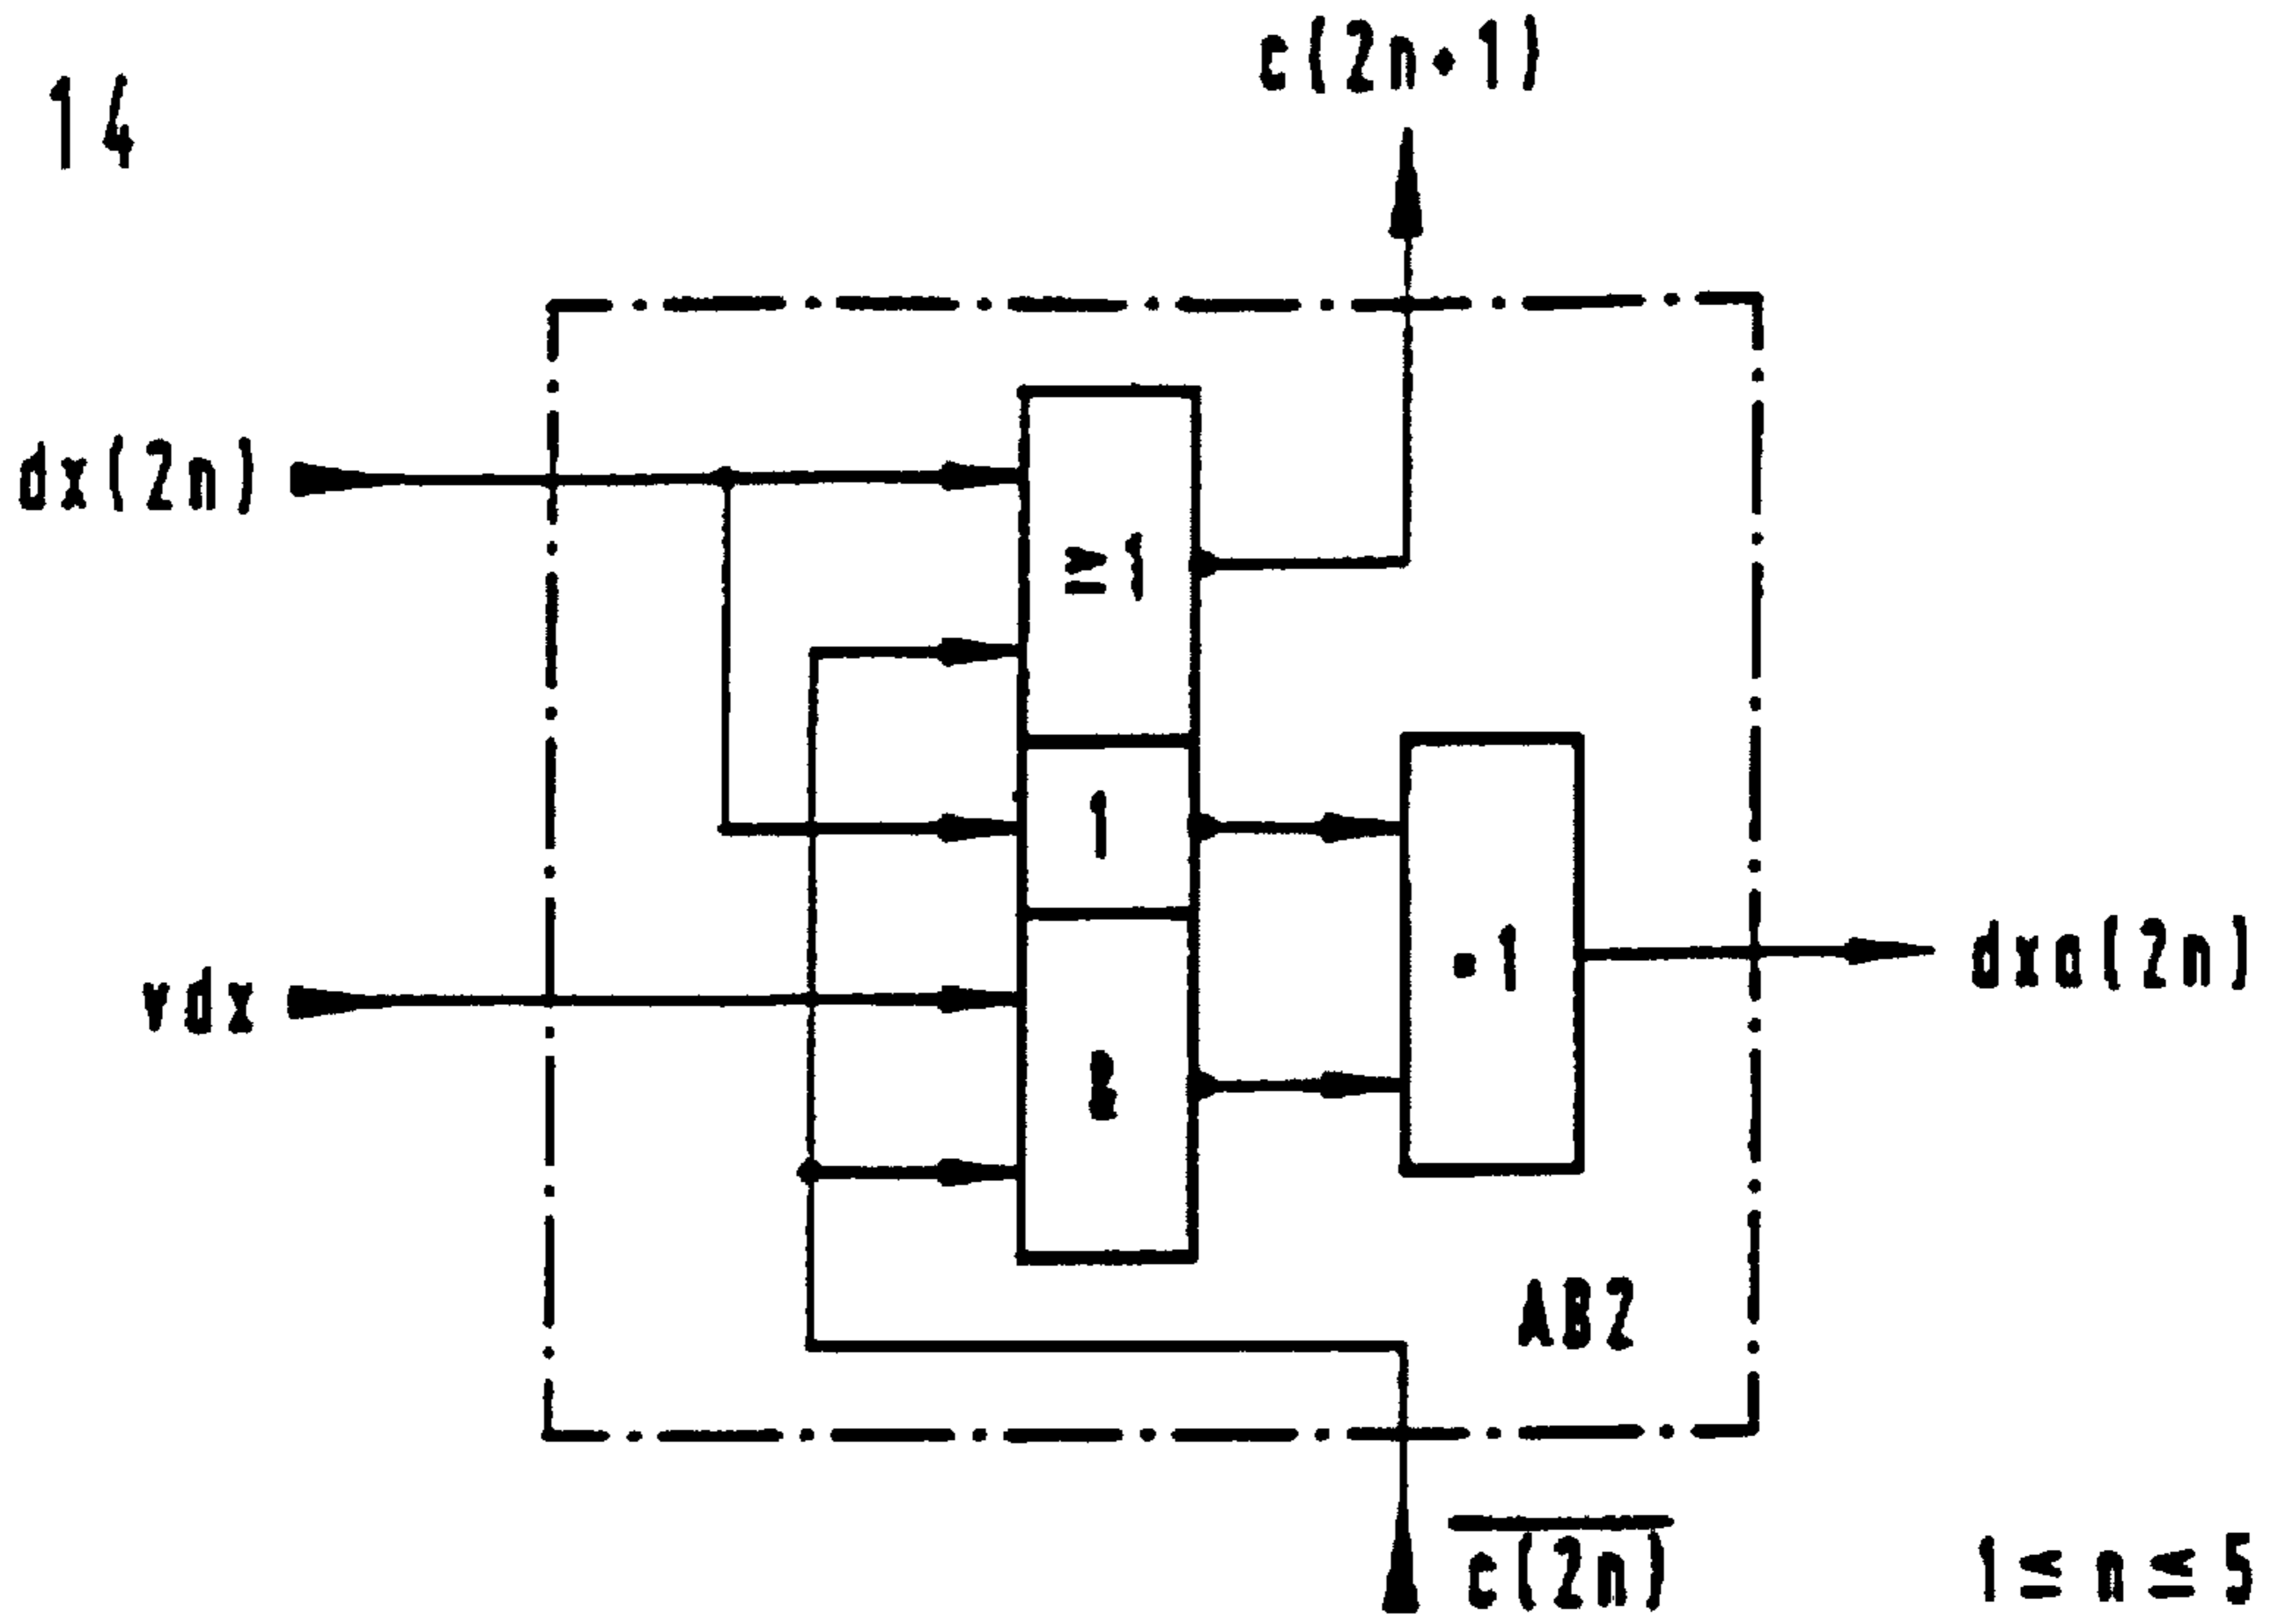 c(2n+1)
14
dx(2n)
≥1
1
=1
dxa(2n)
vdx
&
AB2
c(2n)
1≤n≤5